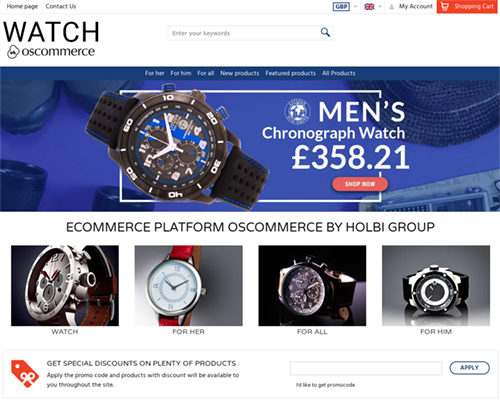 Home page Contact Us GBP My Account Shopping Cart
WATCH
oscommerce
Enter your keywords
For her For him For all New products Featured products All Products
MEN'S
Chronograph Watch
£358.21
SHOP NOW
ECOMMERCE PLATFORM OSCOMMERCE BY HOLBI GROUP
WATCH FOR HER FOR ALL FOR HIM
GET SPECIAL DISCOUNTS ON PLENTY OF PRODUCTS
Apply the promo code and products with discount will be available to
you throughout the site.
APPLY
I'd like to get promocode